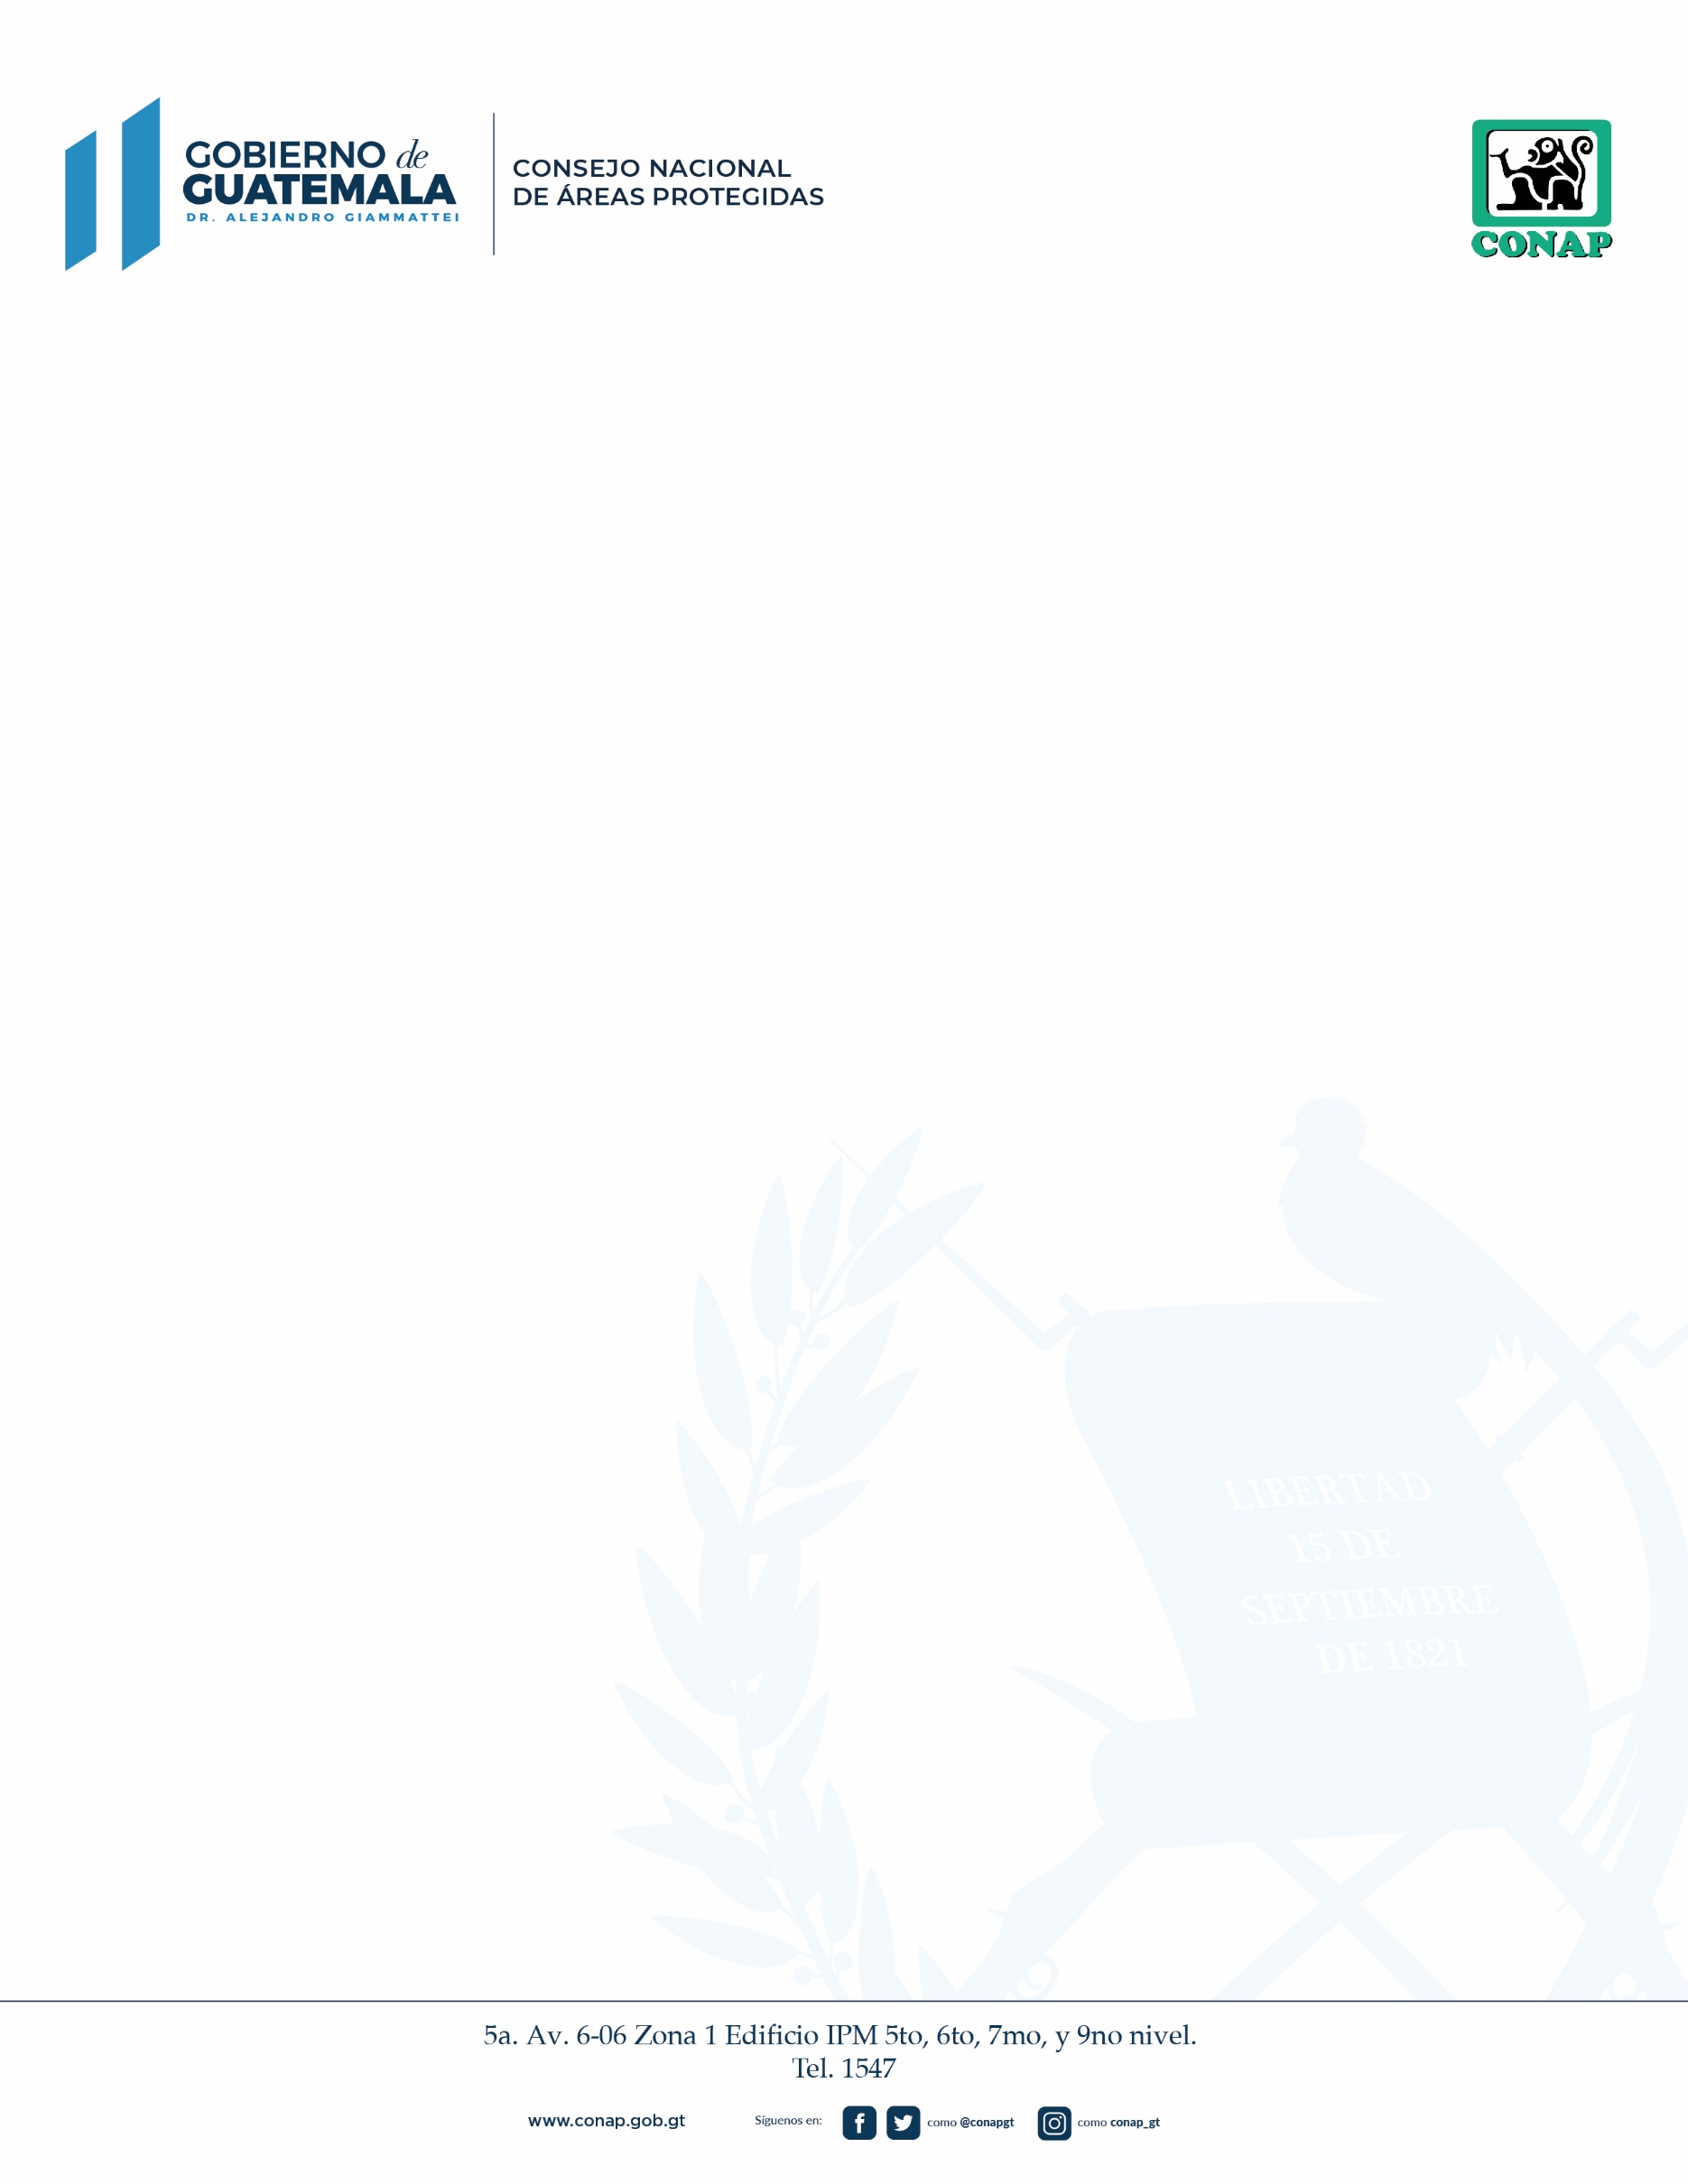 GOBIERNO de
GUATEMALA
DR. ALEJANDRO GIAMMATTEI
CONSEJO NACIONAL
DE ÁREAS PROTEGIDAS
CONAP
LIBERTAD
15 DE
SEPTIEMBRE
DE 1821
5a. Av. 6-06 Zona 1 Edificio IPM 5to, 6to, 7mo, y 9no nivel.
Tel. 1547
www.conap.gob.gt Síguenos en: como @conapgt como conap_gt